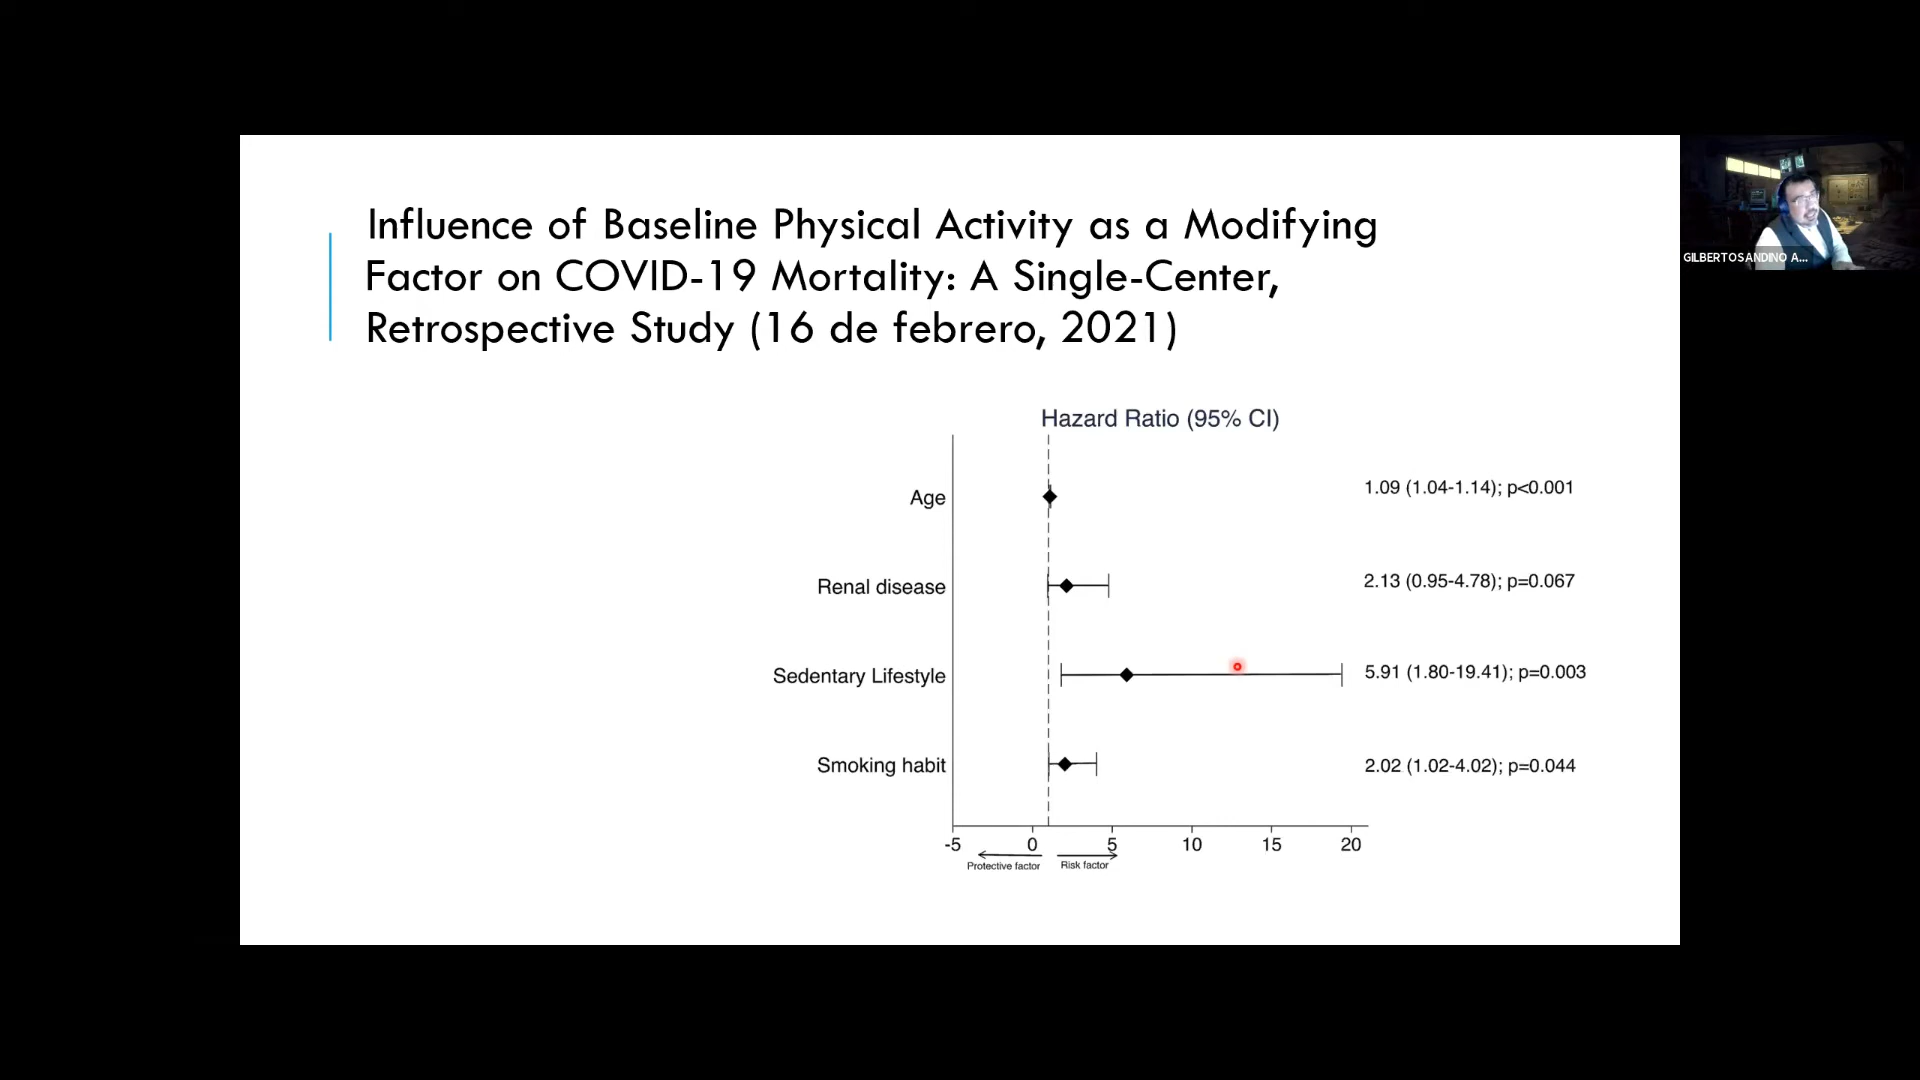 Influence of Baseline Physical Activity as a Modifying
Factor on COVID-19 Mortality: A Single-Center,
Retrospective Study (16 de febrero, 2021)
GILBERTOSANDINO A...
Hazard Ratio (95% CI)
Age
1.09 (1.04-1.14); p<0.001
Renal disease
2.13 (0.95-4.78); p=0.067
Sedentary Lifestyle
5.91 (1.80-19.41); p=0.003
Smoking habit
2.02 (1.02-4.02); p=0.044
-5 0 5 10 15 20
Protective factor Risk factor